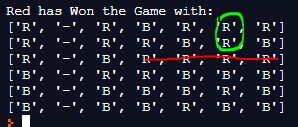 Red has Won the Game with:
['R', '-', 'R', 'B', 'R', 'R', 'R']
['B', '-', 'R', 'B', 'B', 'R', 'B']
['B', '-', 'B', 'R', 'R', 'R', 'R']
['R', '-', 'R', 'R', 'B', 'B', 'B']
['B', '-', 'B', 'B', 'R', 'R', 'B']
['B', '-', 'B', 'B', 'B', 'R', 'B']